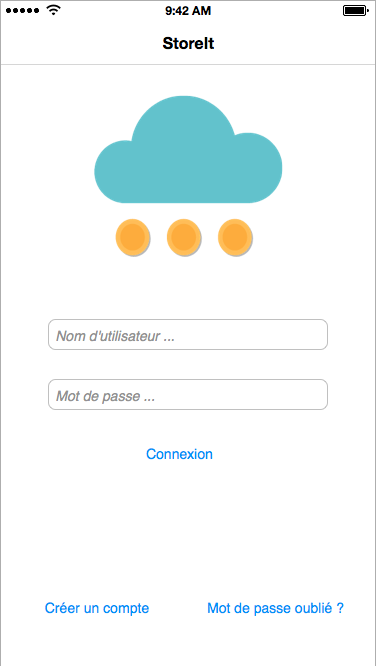 9:42 AM
StoreIt
Nom d'utilisateur ...
Mot de passe ...
Connexion
Créer un compte
Mot de passe oublié ?